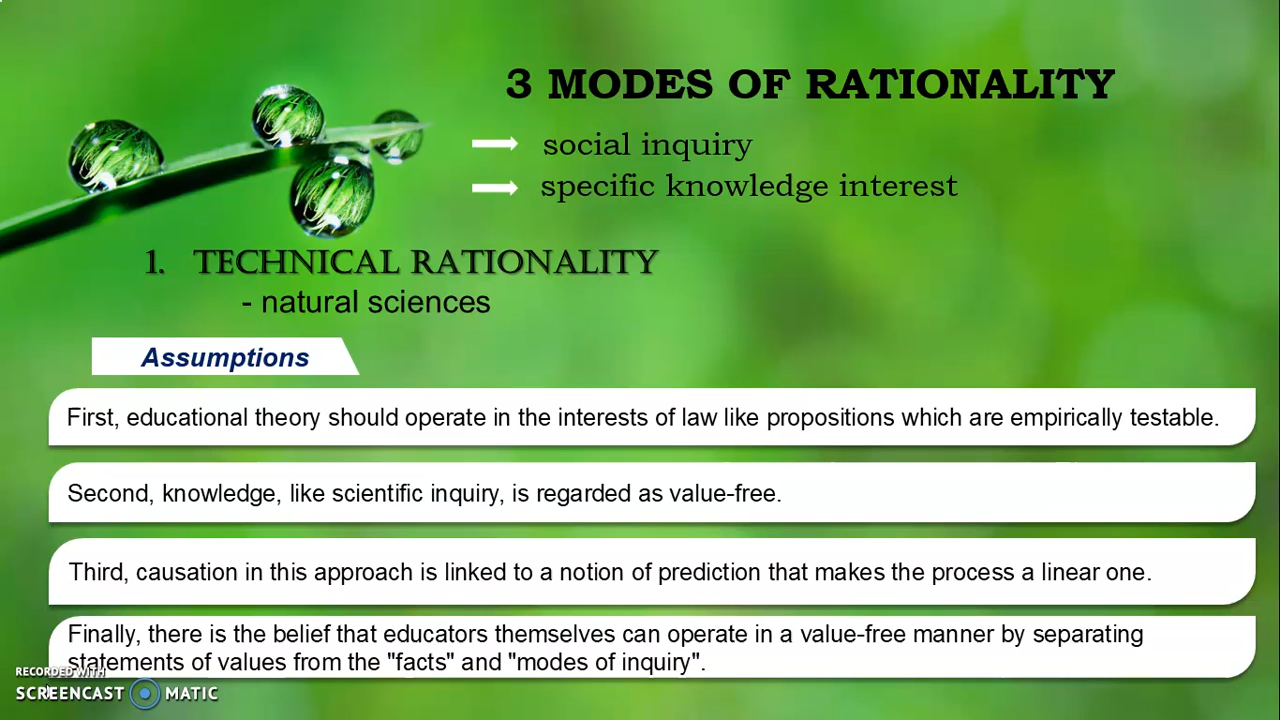 3 MODES OF RATIONALITY
social inquiry
specific knowledge interest
1. TECHNICAL RATIONALITY
- natural sciences
Assumptions
First, educational theory should operate in the interests of law like propositions which are empirically testable.
Second, knowledge, like scientific inquiry, is regarded as value-free.
Third, causation in this approach is linked to a notion of prediction that makes the process a linear one.
Finally, there is the belief that educators themselves can operate in a value-free manner by separating
statements of values from the "facts" and "modes of inquiry".
RECORDED WITH
SCREENCAST MATIC